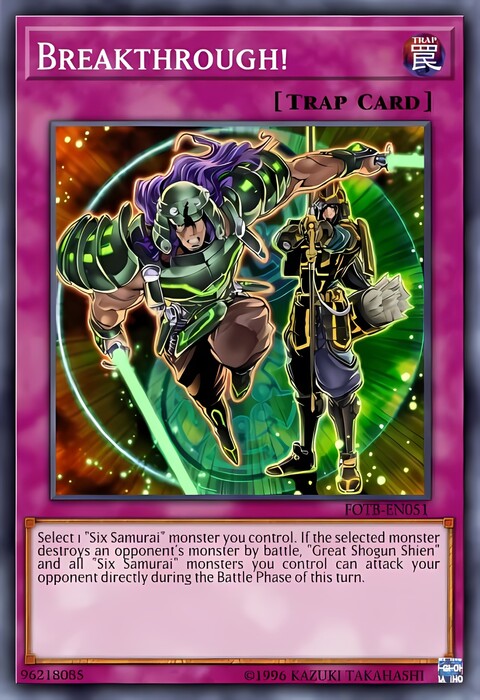 BREAKTHROUGH!
TRAP
罠
[TRAP CARD]
FOTB-EN051
Select 1 "Six Samurai" monster you control. If the selected monster
destroys an opponent's monster by battle, "Great Shogun Shien"
and all "Six Samurai" monsters you control can attack your
opponent directly during the Battle Phase of this turn.
96218085
©1996 KAZUKI TAKAHASHI